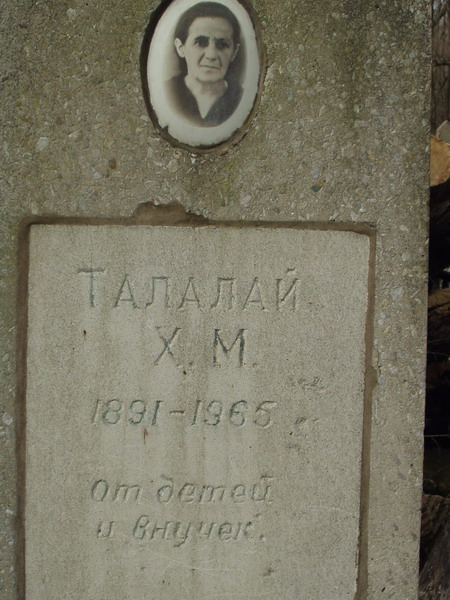 ТАЛАЛАЙ
Х. М.
1891-1965
От детей
и внучек.